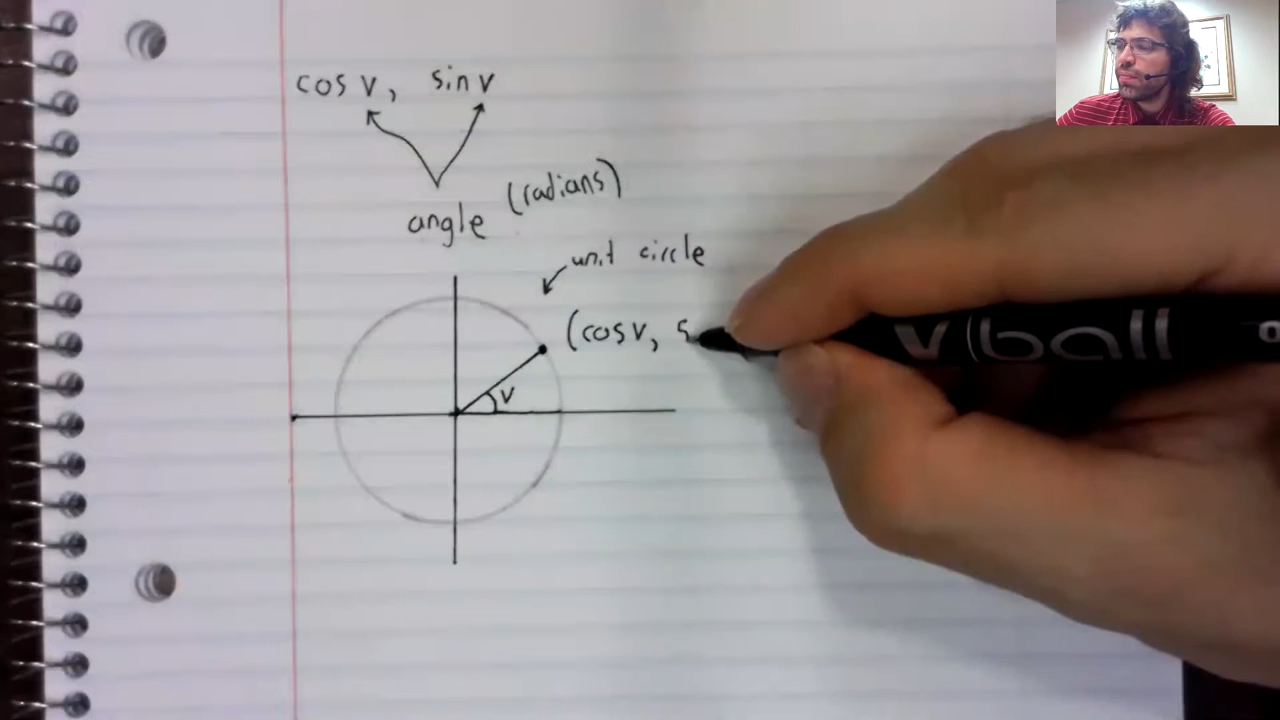 cos v, sin v
angle (radians)
unit circle
(cos v, s
v
v ball